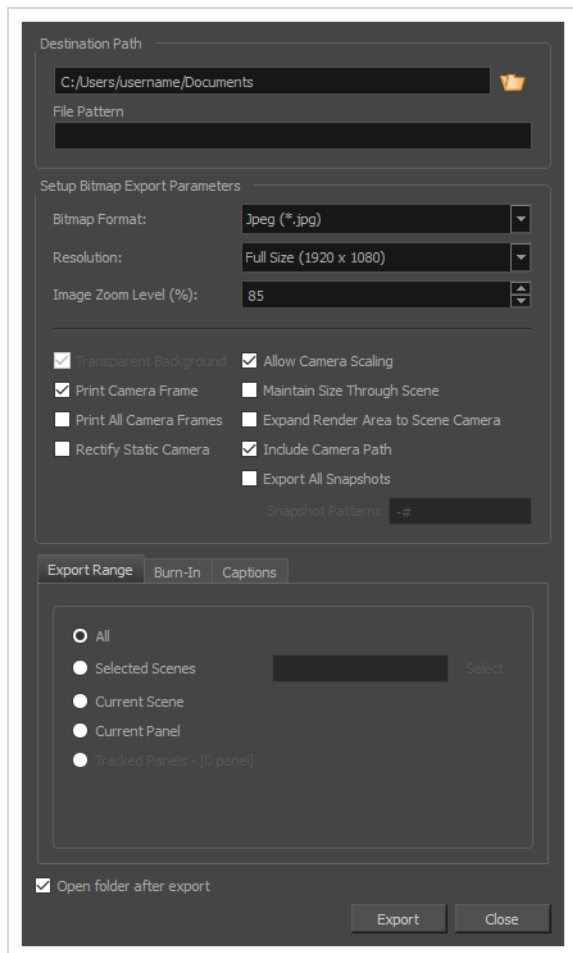 Destination Path
C:/Users/username/Documents
File Pattern
Setup Bitmap Export Parameters
Bitmap Format: Jpeg (*.jpg)
Resolution: Full Size (1920 x 1080)
Image Zoom Level (%): 85
Transparent Background Allow Camera Scaling
Print Camera Frame Maintain Size Through Scene
Print All Camera Frames Expand Render Area to Scene Camera
Rectify Static Camera Include Camera Path
Export All Snapshots
Snapshot Pattern: -#
Export Range Burn-In Captions
All
Selected Scenes Select
Current Scene
Current Panel
Tracked Panels - [0 panel]
Open folder after export
Export Close